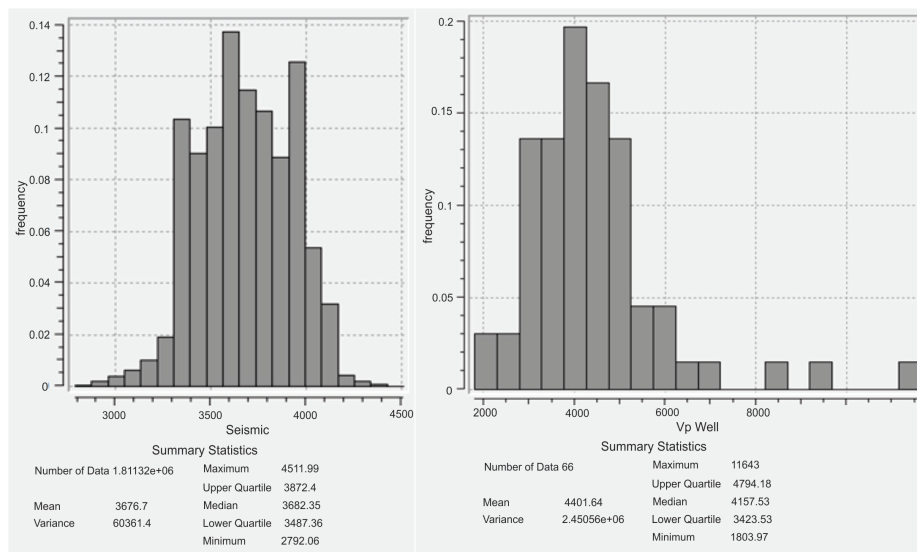 0.14
0.12
0.1
0.08
0.06
0.04
0.02
0
frequency
3000 3500 4000 4500
Seismic
Summary Statistics
Number of Data 1.81132e+06 Maximum 4511.99
Upper Quartile 3872.4
Mean 3676.7 Median 3682.35
Variance 60361.4 Lower Quartile 3487.36
Minimum 2792.06
0.2
0.15
0.1
0.05
0
frequency
2000 4000 6000 8000
Vp Well
Summary Statistics
Number of Data 66 Maximum 11643
Upper Quartile 4794.18
Mean 4401.64 Median 4157.53
Variance 2.45056e+06 Lower Quartile 3423.53
Minimum 1803.97